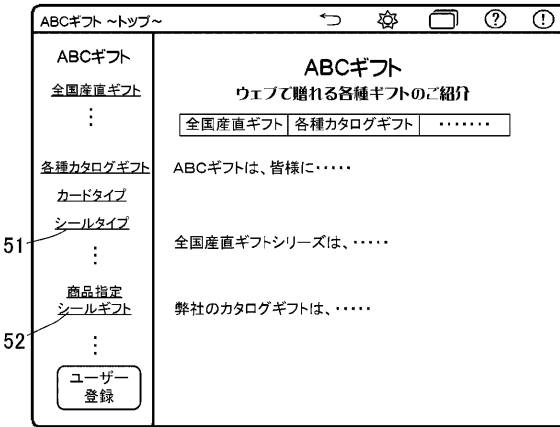 ABCギフト ~トップ~
ABCギフト
全国産直ギフト
⋮
各種カタログギフト
カードタイプ
シールタイプ
⋮
商品指定
シールギフト
⋮
ユーザー
登録
51
52
ABCギフト
ウェブで贈れる各種ギフトのご紹介
全国産直ギフト 各種カタログギフト ・・・・・・・
ABCギフトは、皆様に・・・・・
全国産直ギフトシリーズは、・・・・・
弊社のカタログギフトは、・・・・・